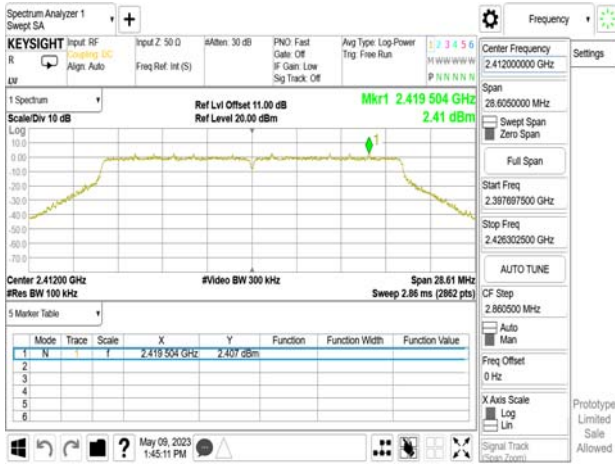 Spectrum Analyzer 1
Swept SA
Frequency
KEYSIGHT
R
Input: RF
Coupling: DC
Align: Auto
Input Z: 50 Ω
Freq Ref: Int (S)
#Atten: 30 dB
PNO: Fast
Gate: Off
IF Gain: Low
Sig Track: Off
Avg Type: Log-Power
Trig: Free Run
1 2 3 4 5 6
M W W W W W
P N N N N N
1 Spectrum
Scale/Div 10 dB
Ref Lvl Offset 11.00 dB
Ref Level 20.00 dBm
Mkr1 2.419 504 GHz
2.41 dBm
Log
10.0
0.00
-10.0
-20.0
-30.0
-40.0
-50.0
-60.0
-70.0
1
Center 2.41200 GHz
#Res BW 100 kHz
#Video BW 300 kHz
Span 28.61 MHz
Sweep 2.86 ms (2862 pts)
5 Marker Table
Mode Trace Scale X Y Function Function Width Function Value
1 N 1 f 2.419 504 GHz 2.407 dBm
2
3
4
5
6
May 09, 2023
1:45:11 PM
Center Frequency
2.412000000 GHz
Settings
Span
28.6050000 MHz
Swept Span
Zero Span
Full Span
Start Freq
2.397697500 GHz
Stop Freq
2.426302500 GHz
AUTO TUNE
CF Step
2.860500 MHz
Auto
Man
Freq Offset
0 Hz
X Axis Scale
Log
Lin
Signal Track
(Span Zoom)
Prototype
Limited
Sale
Allowed